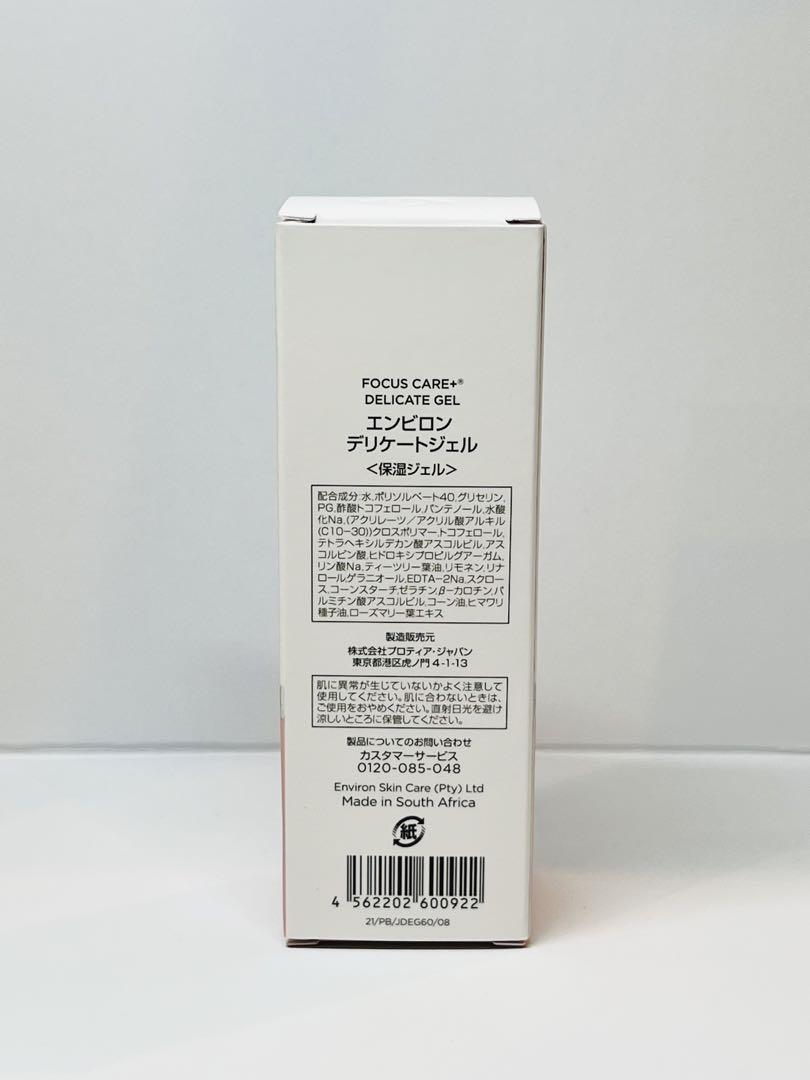 FOCUS CARE+®
DELICATE GEL
エンビロン
デリケートジェル
<保湿ジェル>
配合成分:水,ポリソルベート40,グリセリン,
PG,酢酸トコフェロール,パンテノール,水酸
化Na,(アクリレーツ/アクリル酸アルキル
(C10-30))クロスポリマー,トコフェロール,
テトラヘキシルデカン酸アスコルビル,アス
コルビン酸,ヒドロキシプロピルグアーガム,
リン酸Na,ティーツリー葉油,リモネン,リナ
ロールゲラニオール,EDTA-2Na,スクロー
ス,コーンスターチ,ゼラチン,β-カロチン,パ
ルミチン酸アスコルビル,コーン油,ヒマワリ
種子油,ローズマリー葉エキス
製造販売元
株式会社プロティア・ジャパン
東京都港区虎ノ門4-1-13
肌に異常が生じていないかよく注意して
使用してください。肌に合わないときは、
ご使用をおやめください。直射日光を避け
涼しいところに保管してください。
製品についてのお問い合わせ
カスタマーサービス
0120-085-048
Environ Skin Care (Pty) Ltd
Made in South Africa
紙
4 562202 600922
21/PB/JDEG60/08